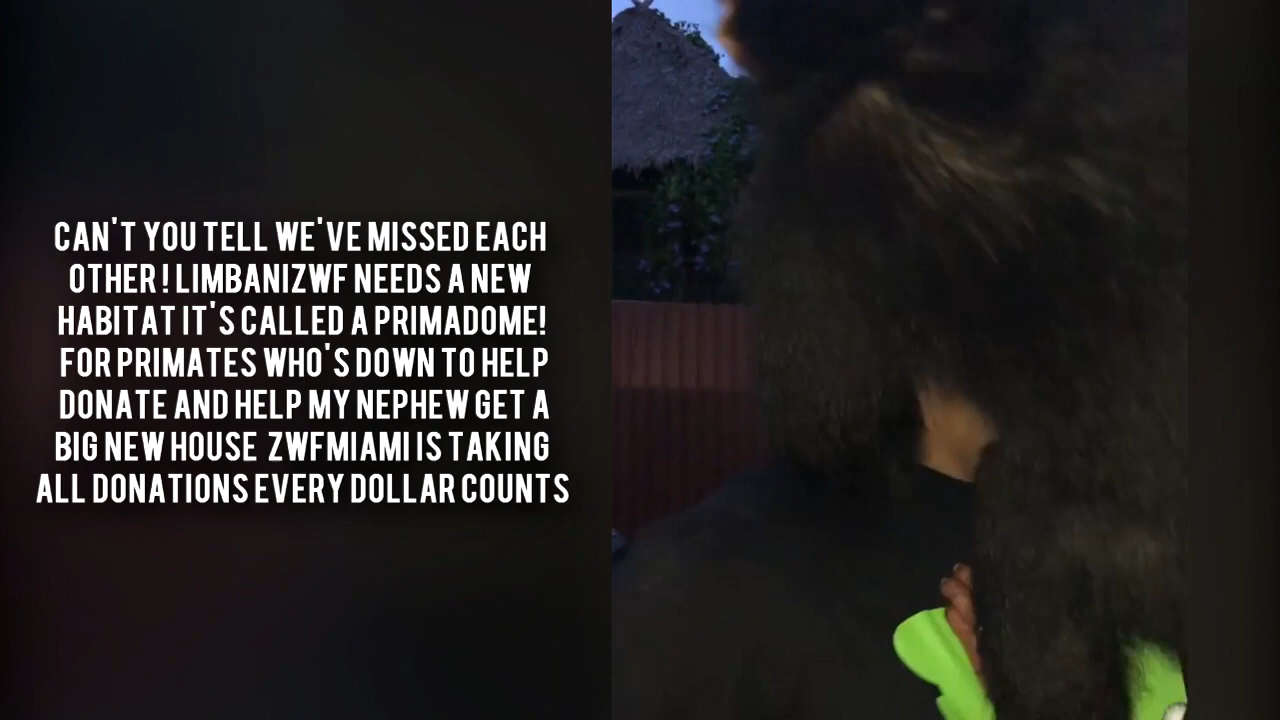 CAN'T YOU TELL WE'VE MISSED EACH
OTHER ! LIMBANIZWF NEEDS A NEW
HABITAT IT'S CALLED A PRIMADOME!
FOR PRIMATES WHO'S DOWN TO HELP
DONATE AND HELP MY NEPHEW GET A
BIG NEW HOUSE ZWFMIAMI IS TAKING
ALL DONATIONS EVERY DOLLAR COUNTS